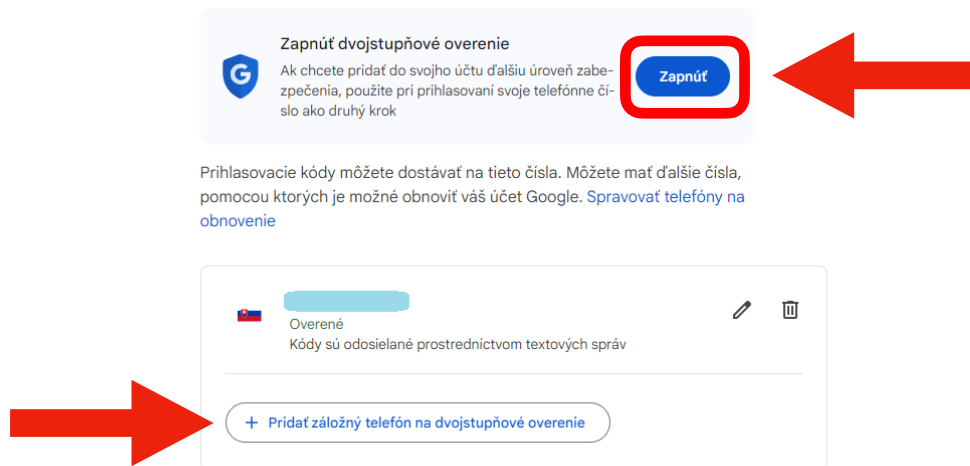 Zapnúť dvojstupňové overenie
Ak chcete pridať do svojho účtu ďalšiu úroveň zabe-
zpečenia, použite pri prihlasovaní svoje telefónne čí-
slo ako druhý krok
Zapnúť
Prihlasovacie kódy môžete dostávať na tieto čísla. Môžete mať ďalšie čísla,
pomocou ktorých je možné obnoviť váš účet Google. Spravovať telefóny na
obnovenie
Overené
Kódy sú odosielané prostredníctvom textových správ
+ Pridať záložný telefón na dvojstupňové overenie